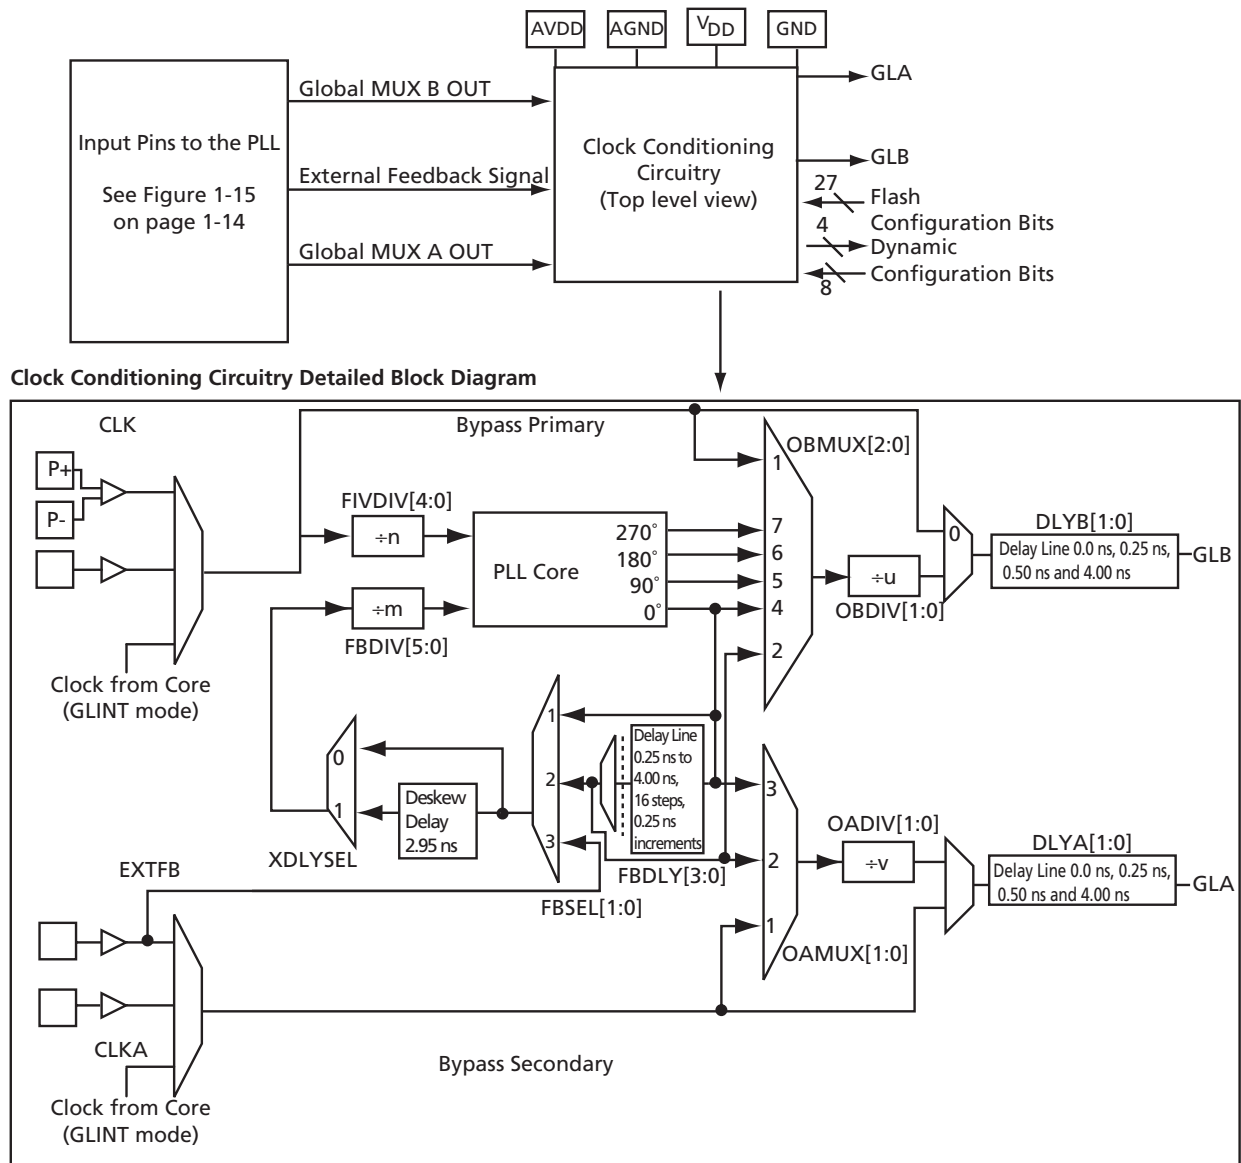 AVDD
AGND
VDD
GND
Input Pins to the PLL
See Figure 1-15
on page 1-14
Global MUX B OUT
External Feedback Signal
Global MUX A OUT
Clock Conditioning
Circuitry
(Top level view)
GLA
GLB
27
Flash
Configuration Bits
4
Dynamic
Configuration Bits
8
Clock Conditioning Circuitry Detailed Block Diagram
CLK
Bypass Primary
P+
P-
Clock from Core
(GLINT mode)
FIVDIV[4:0]
÷n
÷m
FBDIV[5:0]
PLL Core
270°
180°
90°
0°
OBMUX[2:0]
1
7
6
5
4
2
÷u
OBDIV[1:0]
0
DLYB[1:0]
Delay Line 0.0 ns, 0.25 ns,
0.50 ns and 4.00 ns
GLB
0
1
XDLYSEL
Deskew
Delay
2.95 ns
1
2
3
FBSEL[1:0]
Delay Line
0.25 ns to
4.00 ns,
16 steps,
0.25 ns
increments
FBDLY[3:0]
3
2
1
OAMUX[1:0]
OADIV[1:0]
÷v
DLYA[1:0]
Delay Line 0.0 ns, 0.25 ns,
0.50 ns and 4.00 ns
GLA
EXTFB
CLKA
Clock from Core
(GLINT mode)
Bypass Secondary